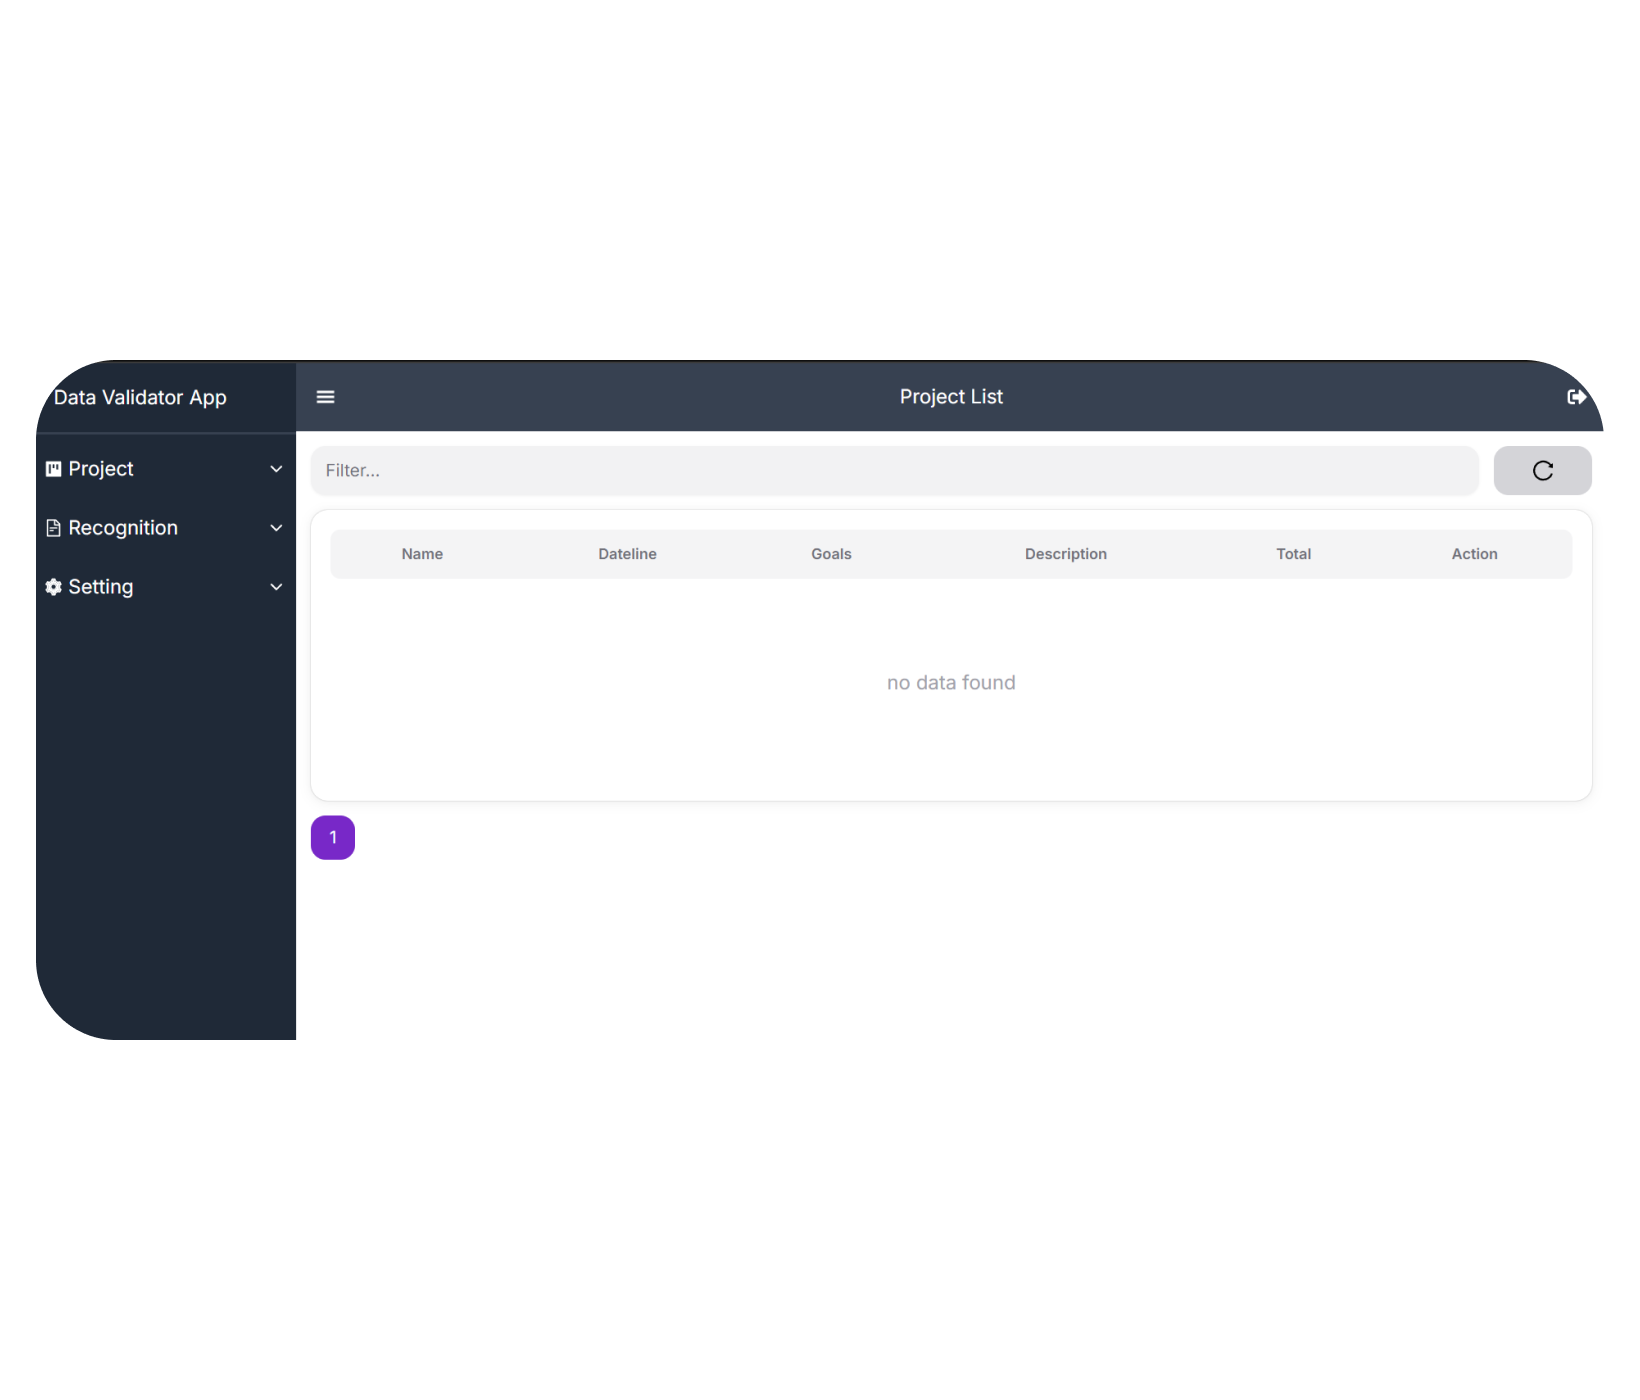 Data Validator App
Project List
Project
Recognition
Setting
Filter...
Name Dateline Goals Description Total Action
no data found
1